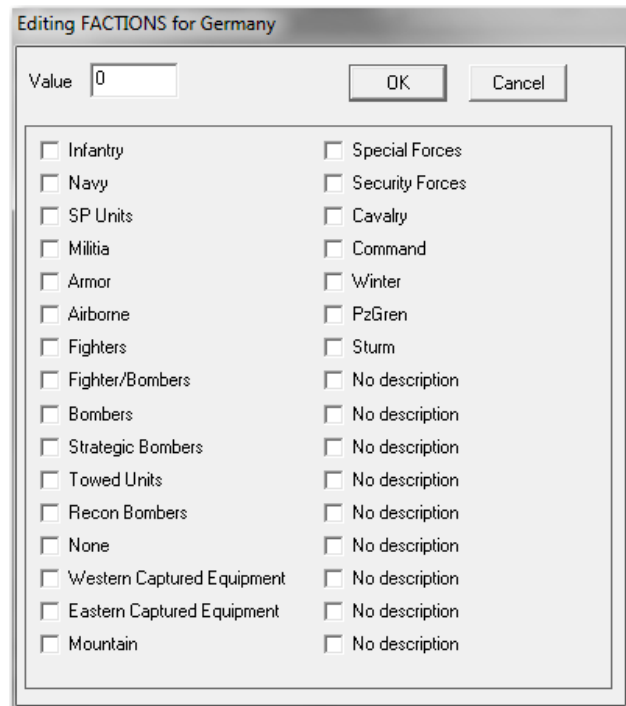 Editing FACTIONS for Germany
Value 0 OK Cancel
Infantry
Navy
SP Units
Militia
Armor
Airborne
Fighters
Fighter/Bombers
Bombers
Strategic Bombers
Towed Units
Recon Bombers
None
Western Captured Equipment
Eastern Captured Equipment
Mountain
Special Forces
Security Forces
Cavalry
Command
Winter
PzGren
Sturm
No description
No description
No description
No description
No description
No description
No description
No description
No description